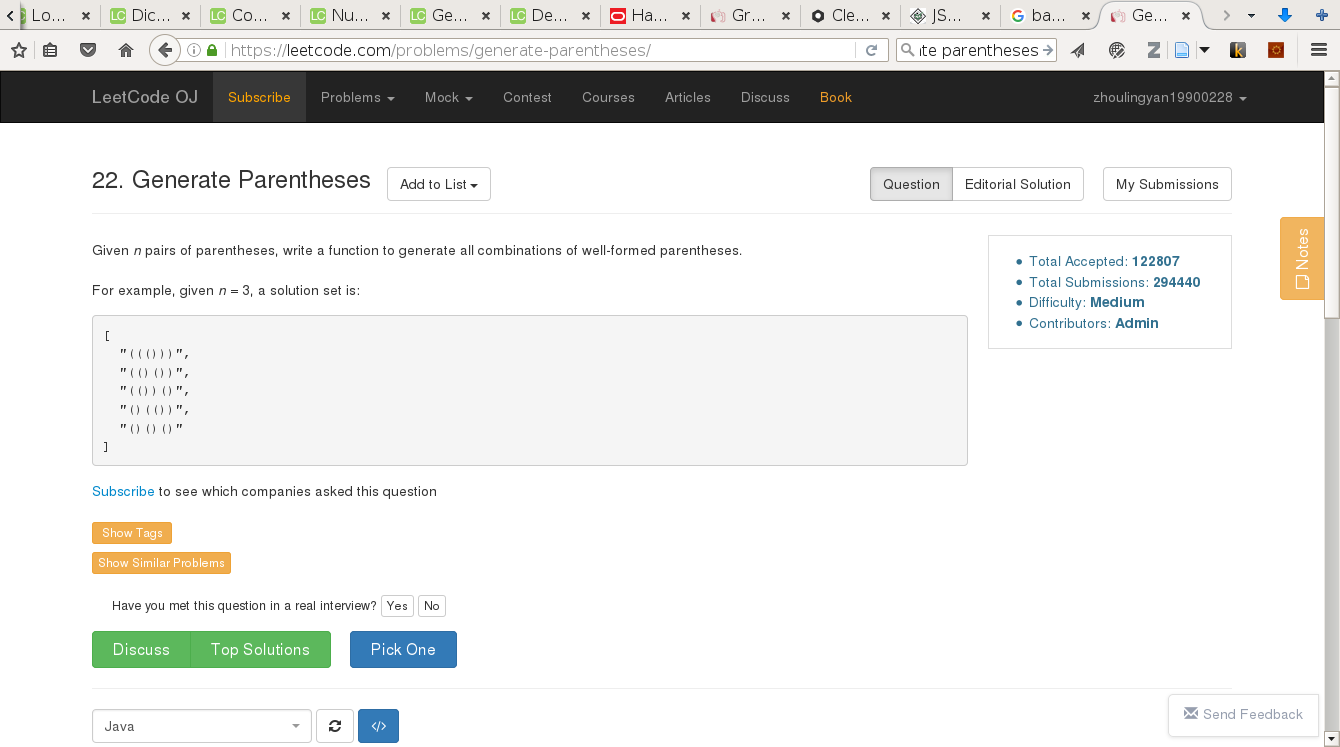 Lo...
LC Dic...
LC Co...
LC Nu...
LC Ge...
LC De...
Ha...
Gr...
Cle...
JS...
G ba...
Ge...
https://leetcode.com/problems/generate-parentheses/
ite parentheses
LeetCode OJ Subscribe Problems Mock Contest Courses Articles Discuss Book zhoulingyan19900228
22. Generate Parentheses Add to List Question Editorial Solution My Submissions
Notes
Given n pairs of parentheses, write a function to generate all combinations of well-formed parentheses.
For example, given n = 3, a solution set is:
[
"((()))",
"(()())",
"(())()",
"()(())",
"()()()"
]
Total Accepted: 122807
Total Submissions: 294440
Difficulty: Medium
Contributors: Admin
Subscribe to see which companies asked this question
Show Tags
Show Similar Problems
Have you met this question in a real interview? Yes No
Discuss Top Solutions Pick One
Java </>
Send Feedback